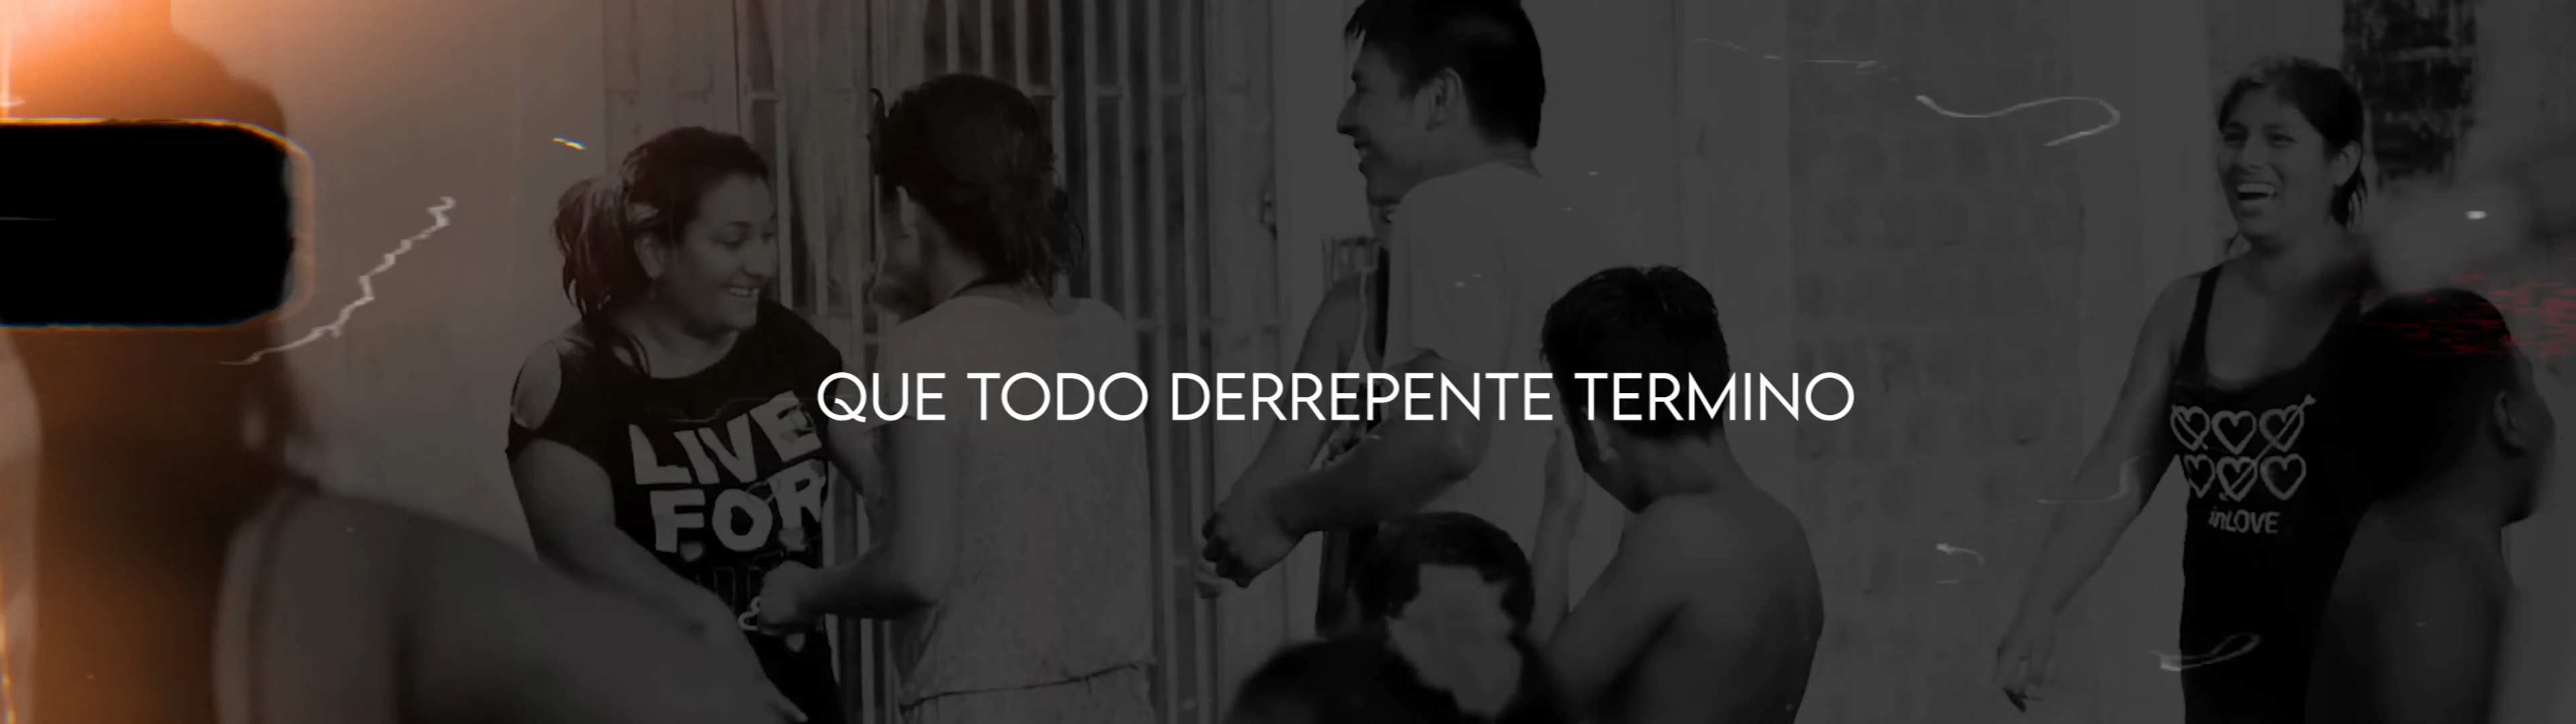 QUE TODO DERREPENTE TERMINO
LIVE
FOR
&
inLOVE